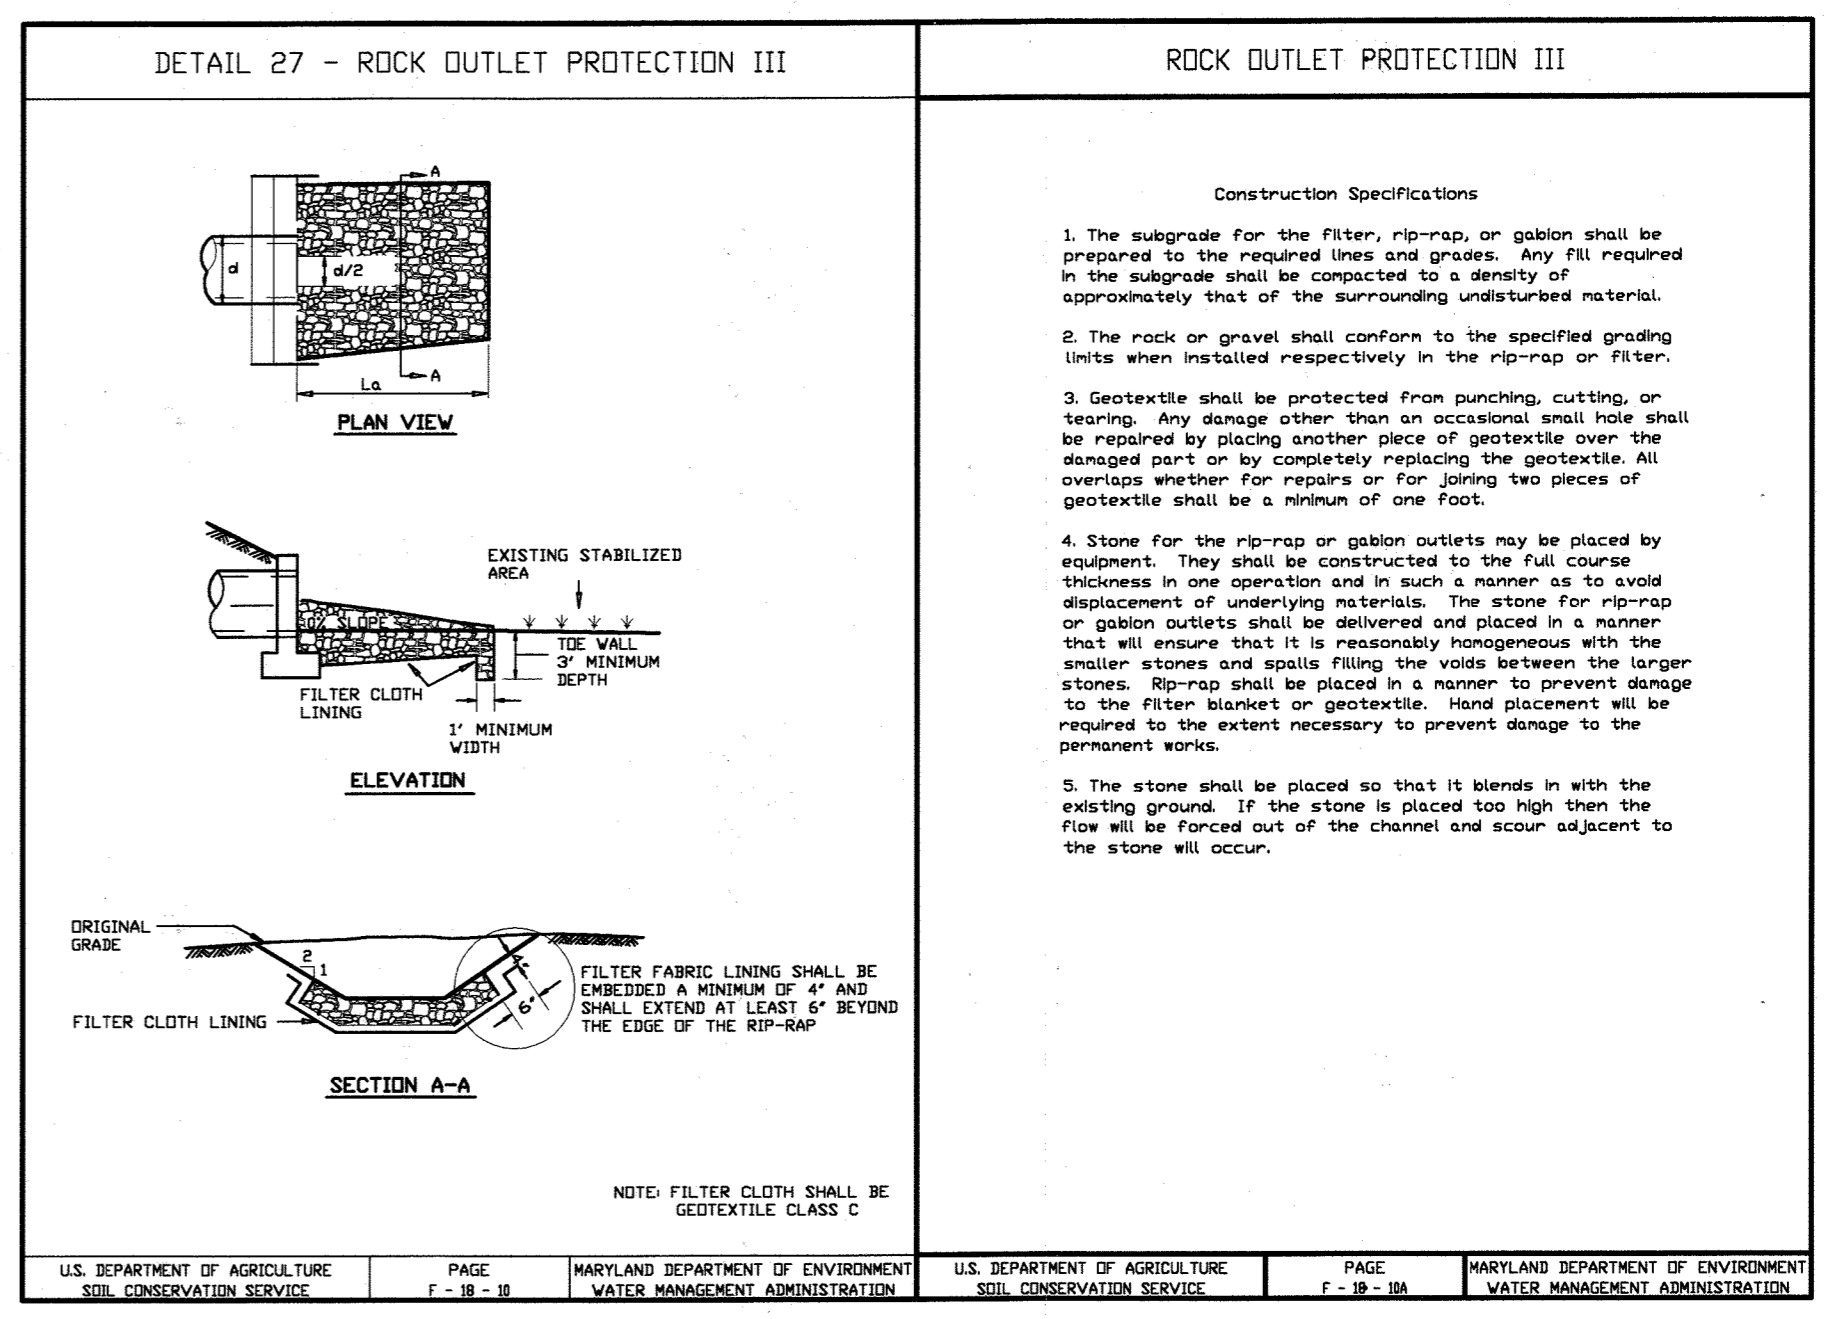 DETAIL 27 - ROCK OUTLET PROTECTION III
A
d
d/2
A
La
PLAN VIEW
EXISTING STABILIZED
AREA
0% SLOPE
TOE WALL
3' MINIMUM
DEPTH
FILTER CLOTH
LINING
1' MINIMUM
WIDTH
ELEVATION
ORIGINAL
GRADE
2
1
4"
6"
FILTER FABRIC LINING SHALL BE
EMBEDDED A MINIMUM OF 4" AND
SHALL EXTEND AT LEAST 6" BEYOND
THE EDGE OF THE RIP-RAP
FILTER CLOTH LINING
SECTION A-A
NOTE: FILTER CLOTH SHALL BE
GEOTEXTILE CLASS C
U.S. DEPARTMENT OF AGRICULTURE
SOIL CONSERVATION SERVICE
PAGE
F - 18 - 10
MARYLAND DEPARTMENT OF ENVIRONMENT
WATER MANAGEMENT ADMINISTRATION
ROCK OUTLET PROTECTION III
Construction Specifications
1. The subgrade for the filter, rip-rap, or gabion shall be
prepared to the required lines and grades. Any fill required
in the subgrade shall be compacted to a density of
approximately that of the surrounding undisturbed material.
2. The rock or gravel shall conform to the specified grading
limits when installed respectively in the rip-rap or filter.
3. Geotextile shall be protected from punching, cutting, or
tearing. Any damage other than an occasional small hole shall
be repaired by placing another piece of geotextile over the
damaged part or by completely replacing the geotextile. All
overlaps whether for repairs or for joining two pieces of
geotextile shall be a minimum of one foot.
4. Stone for the rip-rap or gabion outlets may be placed by
equipment. They shall be constructed to the full course
thickness in one operation and in such a manner as to avoid
displacement of underlying materials. The stone for rip-rap
or gabion outlets shall be delivered and placed in a manner
that will ensure that it is reasonably homogeneous with the
smaller stones and spalls filling the voids between the larger
stones. Rip-rap shall be placed in a manner to prevent damage
to the filter blanket or geotextile. Hand placement will be
required to the extent necessary to prevent damage to the
permanent works.
5. The stone shall be placed so that it blends in with the
existing ground. If the stone is placed too high then the
flow will be forced out of the channel and scour adjacent to
the stone will occur.
U.S. DEPARTMENT OF AGRICULTURE
SOIL CONSERVATION SERVICE
PAGE
F - 18 - 10A
MARYLAND DEPARTMENT OF ENVIRONMENT
WATER MANAGEMENT ADMINISTRATION